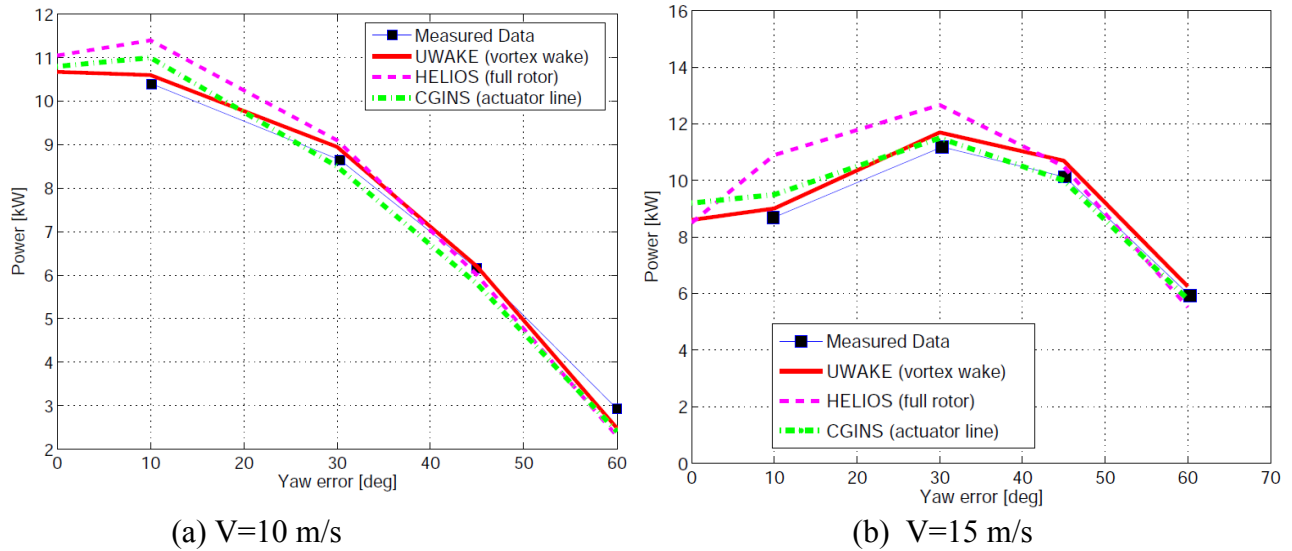 12
11
10
9
8
7
6
5
4
3
2
Power [kW]
0 10 20 30 40 50 60
Yaw error [deg]
Measured Data
UWAKE (vortex wake)
HELIOS (full rotor)
CGINS (actuator line)
(a) V=10 m/s
16
14
12
10
8
6
4
2
0
Power [kW]
0 10 20 30 40 50 60 70
Yaw error [deg]
Measured Data
UWAKE (vortex wake)
HELIOS (full rotor)
CGINS (actuator line)
(b) V=15 m/s